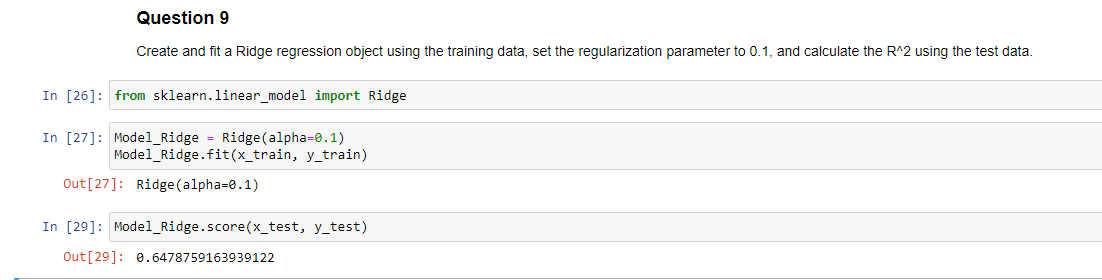 Question 9
Create and fit a Ridge regression object using the training data, set the regularization parameter to 0.1, and calculate the R^2 using the test data.
In [26]: from sklearn.linear_model import Ridge
In [27]: Model_Ridge = Ridge(alpha=0.1)
Model_Ridge.fit(x_train, y_train)
Out[27]: Ridge(alpha=0.1)
In [29]: Model_Ridge.score(x_test, y_test)
Out[29]: 0.6478759163939122